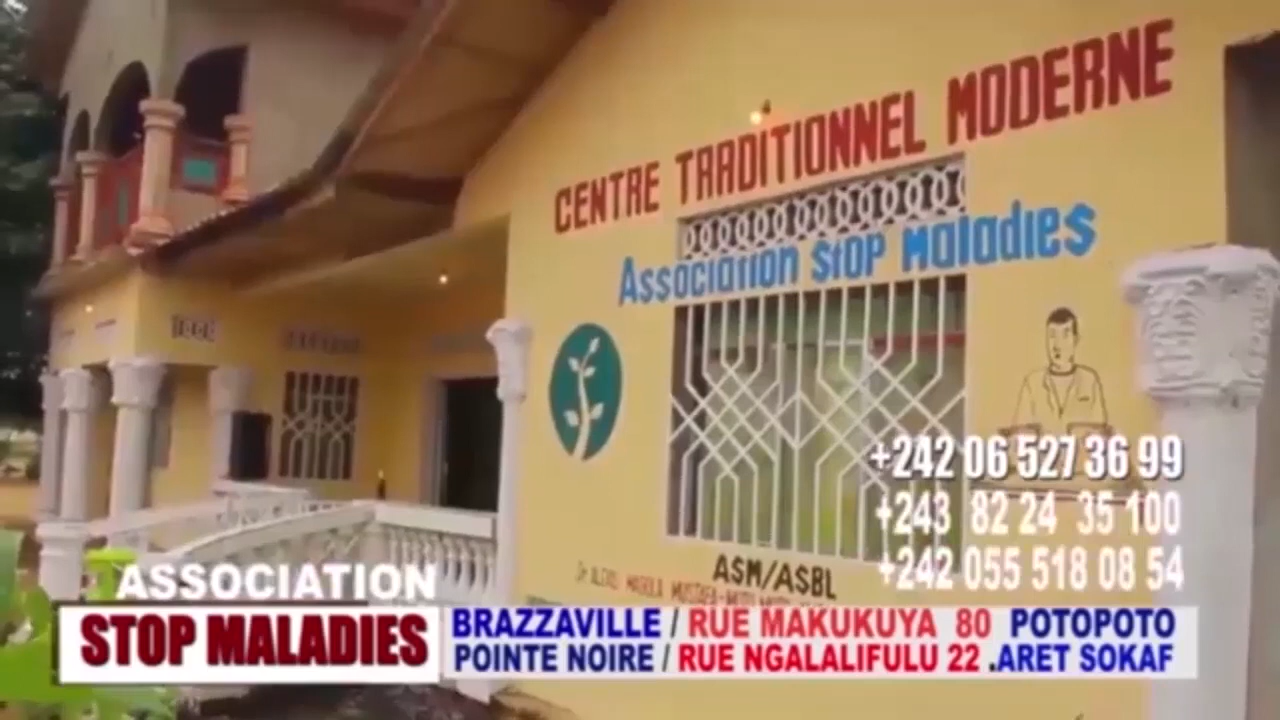 CENTRE TRADITIONNEL MODERNE
Association STOP Maladies
+242 06 527 36 99
+243 82 24 35 100
+242 055 518 08 54
ASM/ASBL
ASSOCIATION
STOP MALADIES
BRAZZAVILLE / RUE MAKUKUYA 80 POTOPOTO
POINTE NOIRE / RUE NGALALIFULU 22 .ARET SOKAF